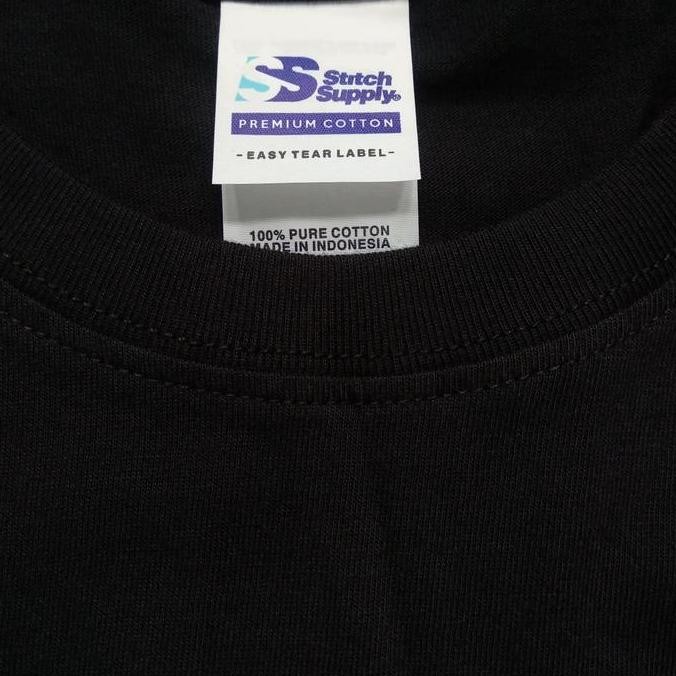 SS Stitch
Supply®
PREMIUM COTTON
-EASY TEAR LABEL-
100% PURE COTTON
MADE IN INDONESIA